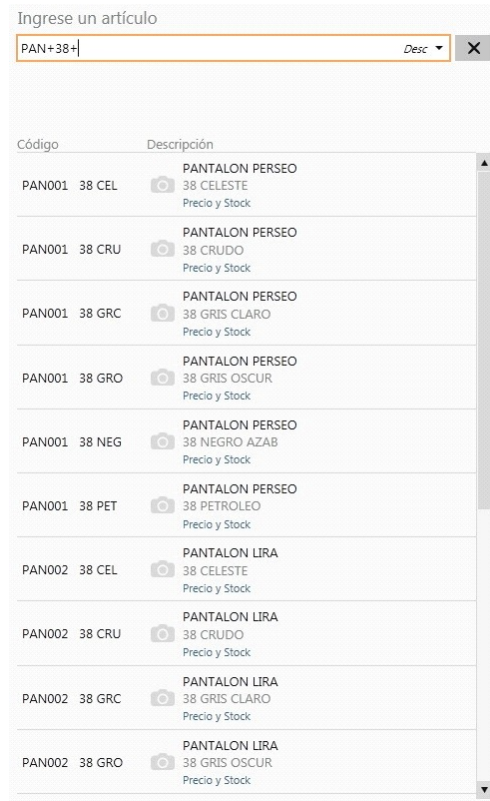 Ingrese un artículo
PAN+38+ Desc
Código Descripción
PANTALON PERSEO
PAN001 38 CEL 38 CELESTE
Precio y Stock
PANTALON PERSEO
PAN001 38 CRU 38 CRUDO
Precio y Stock
PANTALON PERSEO
PAN001 38 GRC 38 GRIS CLARO
Precio y Stock
PANTALON PERSEO
PAN001 38 GRO 38 GRIS OSCUR
Precio y Stock
PANTALON PERSEO
PAN001 38 NEG 38 NEGRO AZAB
Precio y Stock
PANTALON PERSEO
PAN001 38 PET 38 PETROLEO
Precio y Stock
PANTALON LIRA
PAN002 38 CEL 38 CELESTE
Precio y Stock
PANTALON LIRA
PAN002 38 CRU 38 CRUDO
Precio y Stock
PANTALON LIRA
PAN002 38 GRC 38 GRIS CLARO
Precio y Stock
PANTALON LIRA
PAN002 38 GRO 38 GRIS OSCUR
Precio y Stock